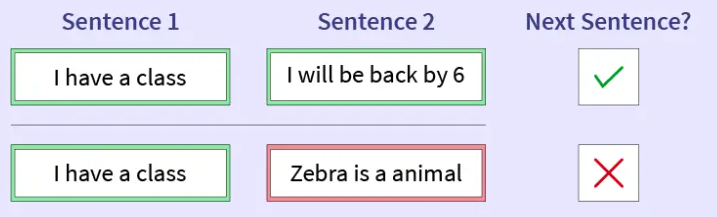 Sentence 1 Sentence 2 Next Sentence?
I have a class I will be back by 6
I have a class Zebra is a animal